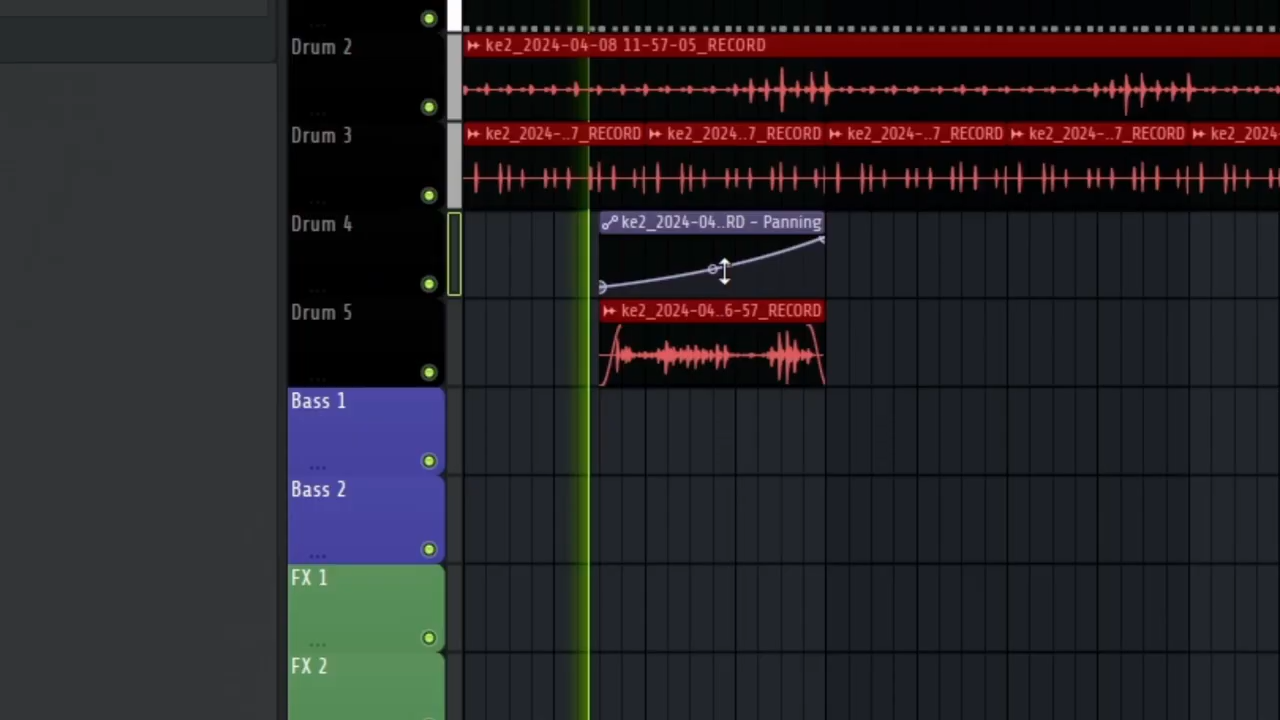 Drum 2
ke2_2024-04-08 11-57-05_RECORD
Drum 3
ke2_2024-..7_RECORD
ke2_2024..7_RECORD
ke2_2024-..7_RECORD
ke2_2024-..7_RECORD
ke2_2024
Drum 4
ke2_2024-04..RD - Panning
Drum 5
ke2_2024-04..6-57_RECORD
Bass 1
Bass 2
FX 1
FX 2